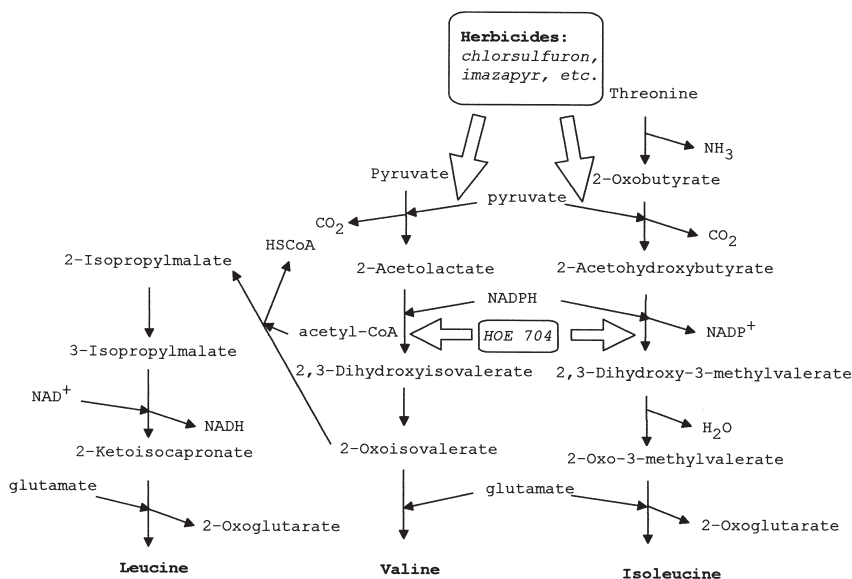 Herbicides:
chlorsulfuron,
imazapyr, etc.
Threonine
NH3
Pyruvate
2-Oxobutyrate
pyruvate
CO2
CO2
HSCoA
2-Isopropylmalate
2-Acetolactate
2-Acetohydroxybutyrate
NADPH
acetyl-CoA
HOE 704
NADP+
3-Isopropylmalate
2,3-Dihydroxyisovalerate
2,3-Dihydroxy-3-methylvalerate
NAD+
NADH
H2O
2-Ketoisocapronate
2-Oxoisovalerate
2-Oxo-3-methylvalerate
glutamate
glutamate
2-Oxoglutarate
2-Oxoglutarate
Leucine
Valine
Isoleucine